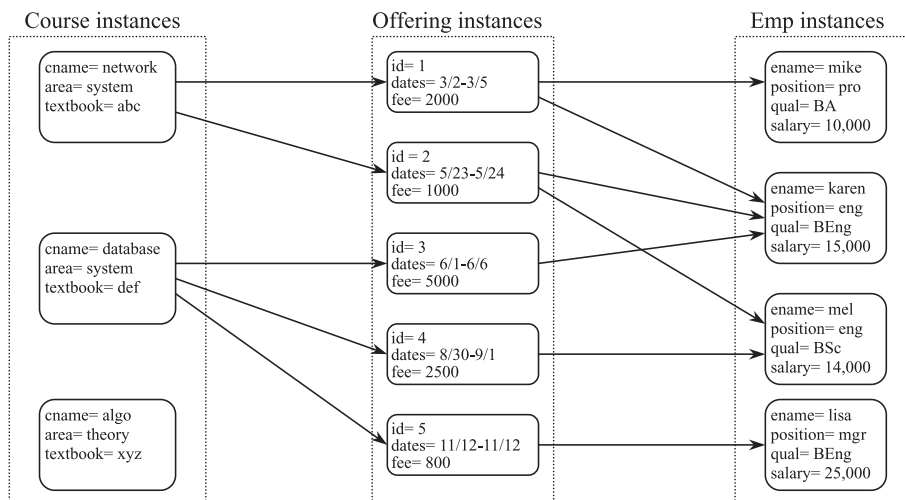 Course instances
Offering instances
Emp instances
cname= network
area= system
textbook= abc
cname= database
area= system
textbook= def
cname= algo
area= theory
textbook= xyz
id= 1
dates= 3/2-3/5
fee= 2000
id = 2
dates= 5/23-5/24
fee= 1000
id= 3
dates= 6/1-6/6
fee= 5000
id= 4
dates= 8/30-9/1
fee= 2500
id= 5
dates= 11/12-11/12
fee= 800
ename= mike
position= pro
qual= BA
salary= 10,000
ename= karen
position= eng
qual= BEng
salary= 15,000
ename= mel
position= eng
qual= BSc
salary= 14,000
ename= lisa
position= mgr
qual= BEng
salary= 25,000